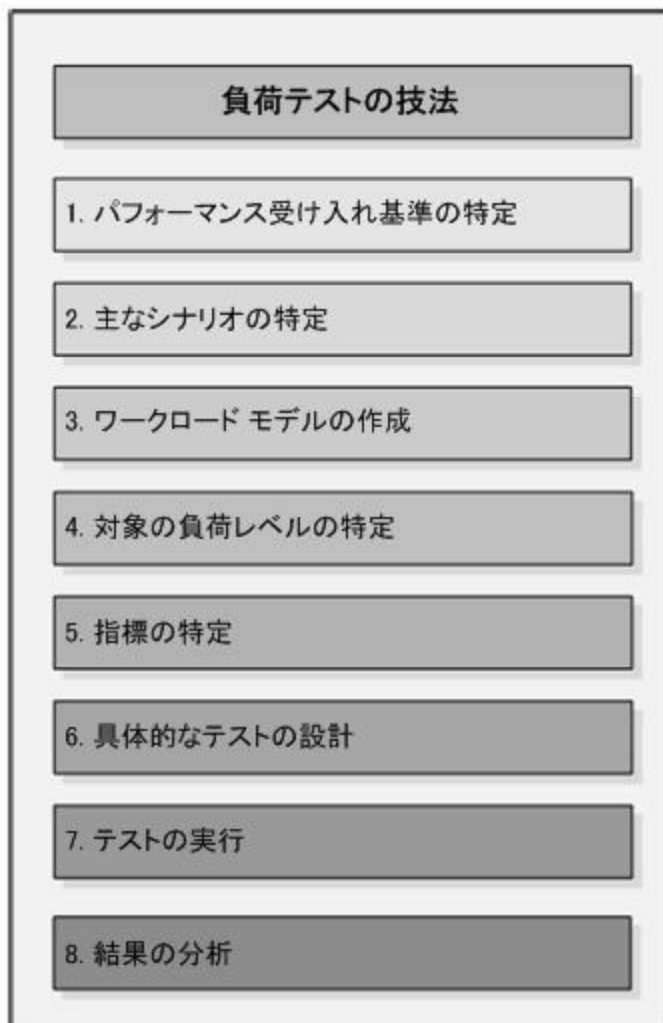 負荷テストの技法
1. パフォーマンス受け入れ基準の特定
2. 主なシナリオの特定
3. ワークロード モデルの作成
4. 対象の負荷レベルの特定
5. 指標の特定
6. 具体的なテストの設計
7. テストの実行
8. 結果の分析